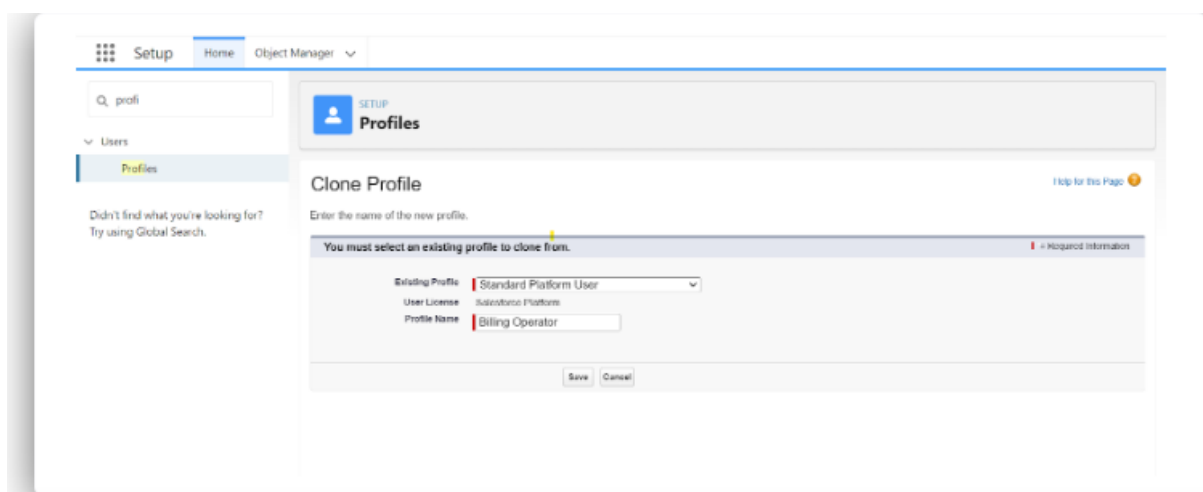 Setup
Home
Object Manager
profi
Users
Profiles
Didn't find what you're looking for?
Try using Global Search.
SETUP
Profiles
Clone Profile
Help for this Page
Enter the name of the new profile.
You must select an existing profile to clone from.
= Required Information
Existing Profile Standard Platform User
User License Salesforce Platform
Profile Name Billing Operator
Save Cancel